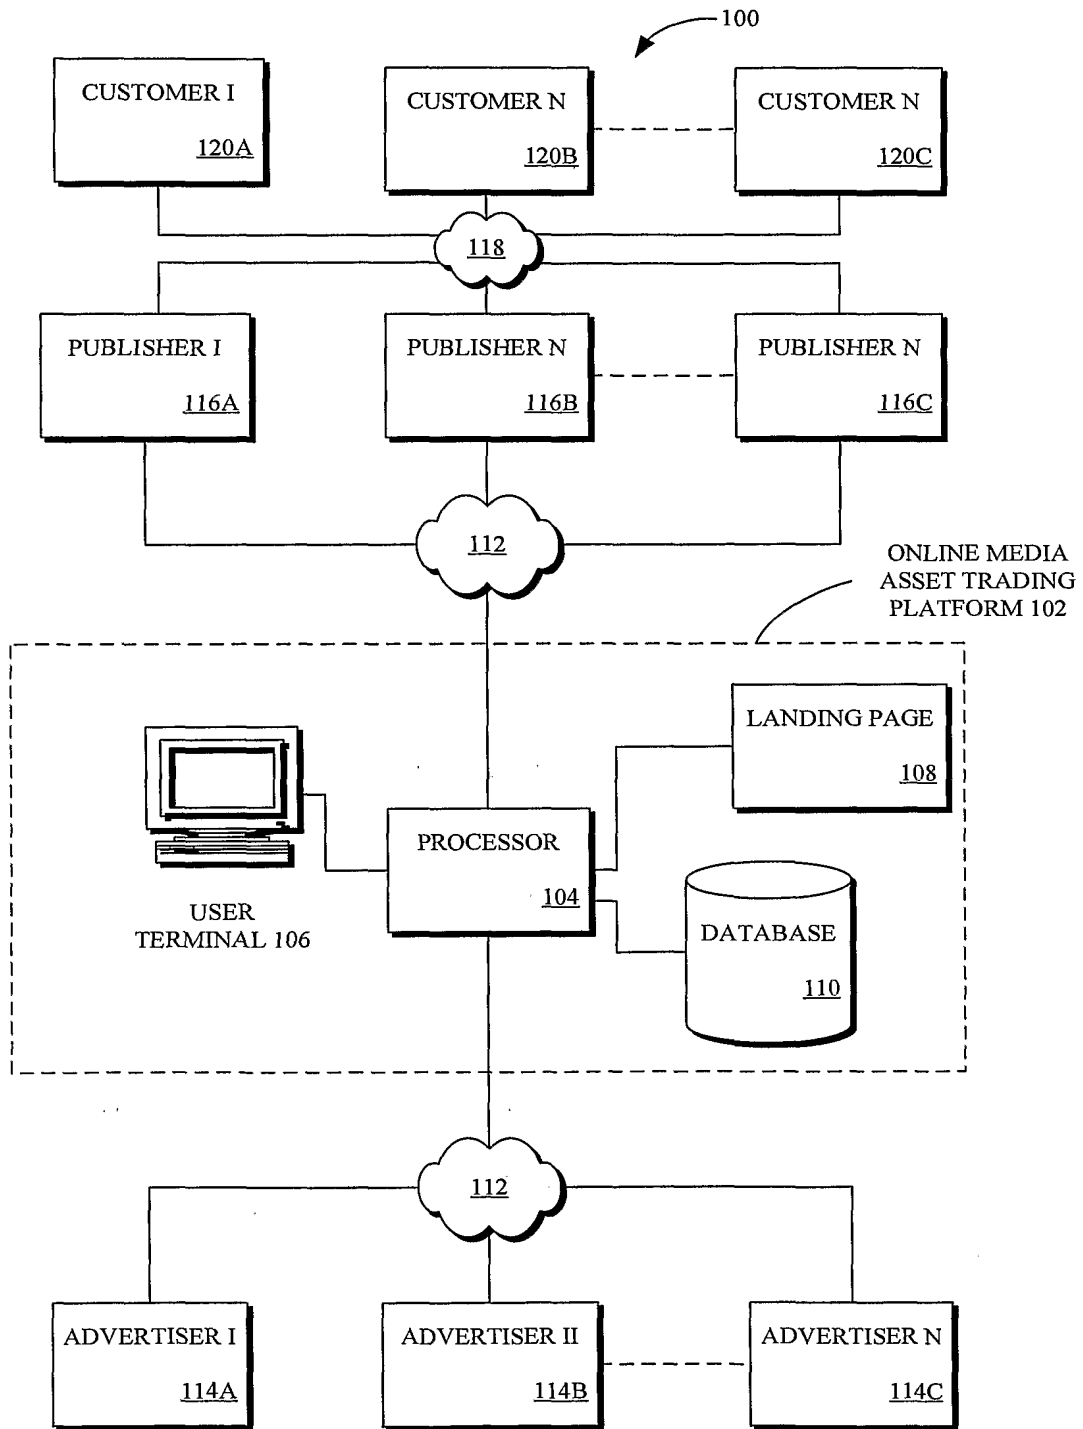 100
CUSTOMER I
120A
CUSTOMER N
120B
CUSTOMER N
120C
118
PUBLISHER I
116A
PUBLISHER N
116B
PUBLISHER N
116C
112
ONLINE MEDIA
ASSET TRADING
PLATFORM 102
LANDING PAGE
108
PROCESSOR
104
USER
TERMINAL 106
DATABASE
110
112
ADVERTISER I
114A
ADVERTISER II
114B
ADVERTISER N
114C